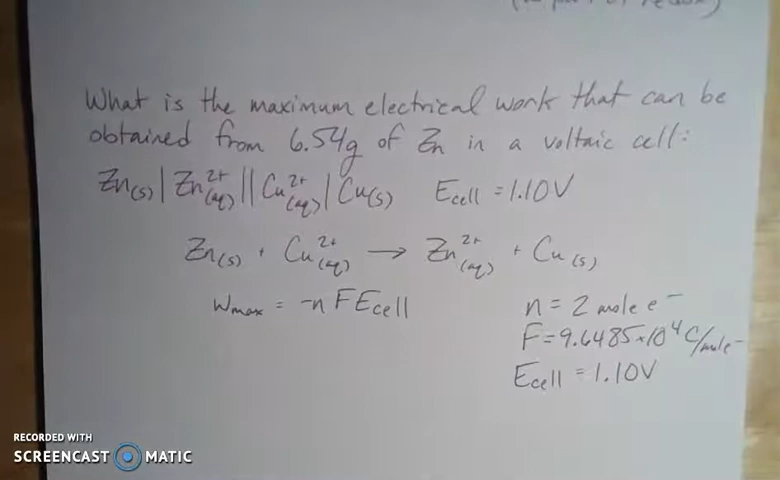 What is the maximum electrical work that can be
obtained from 6.54g of Zn in a voltaic cell:
Zn(s) | Zn²⁺(aq) || Cu²⁺(aq) | Cu(s)   Ecell = 1.10V
Zn(s) + Cu²⁺(aq) → Zn²⁺(aq) + Cu(s)
Wmax = -nFEcell
n = 2 mole e⁻
F = 9.6485×10⁴ C/mole⁻
Ecell = 1.10V
RECORDED WITH
SCREENCAST MATIC